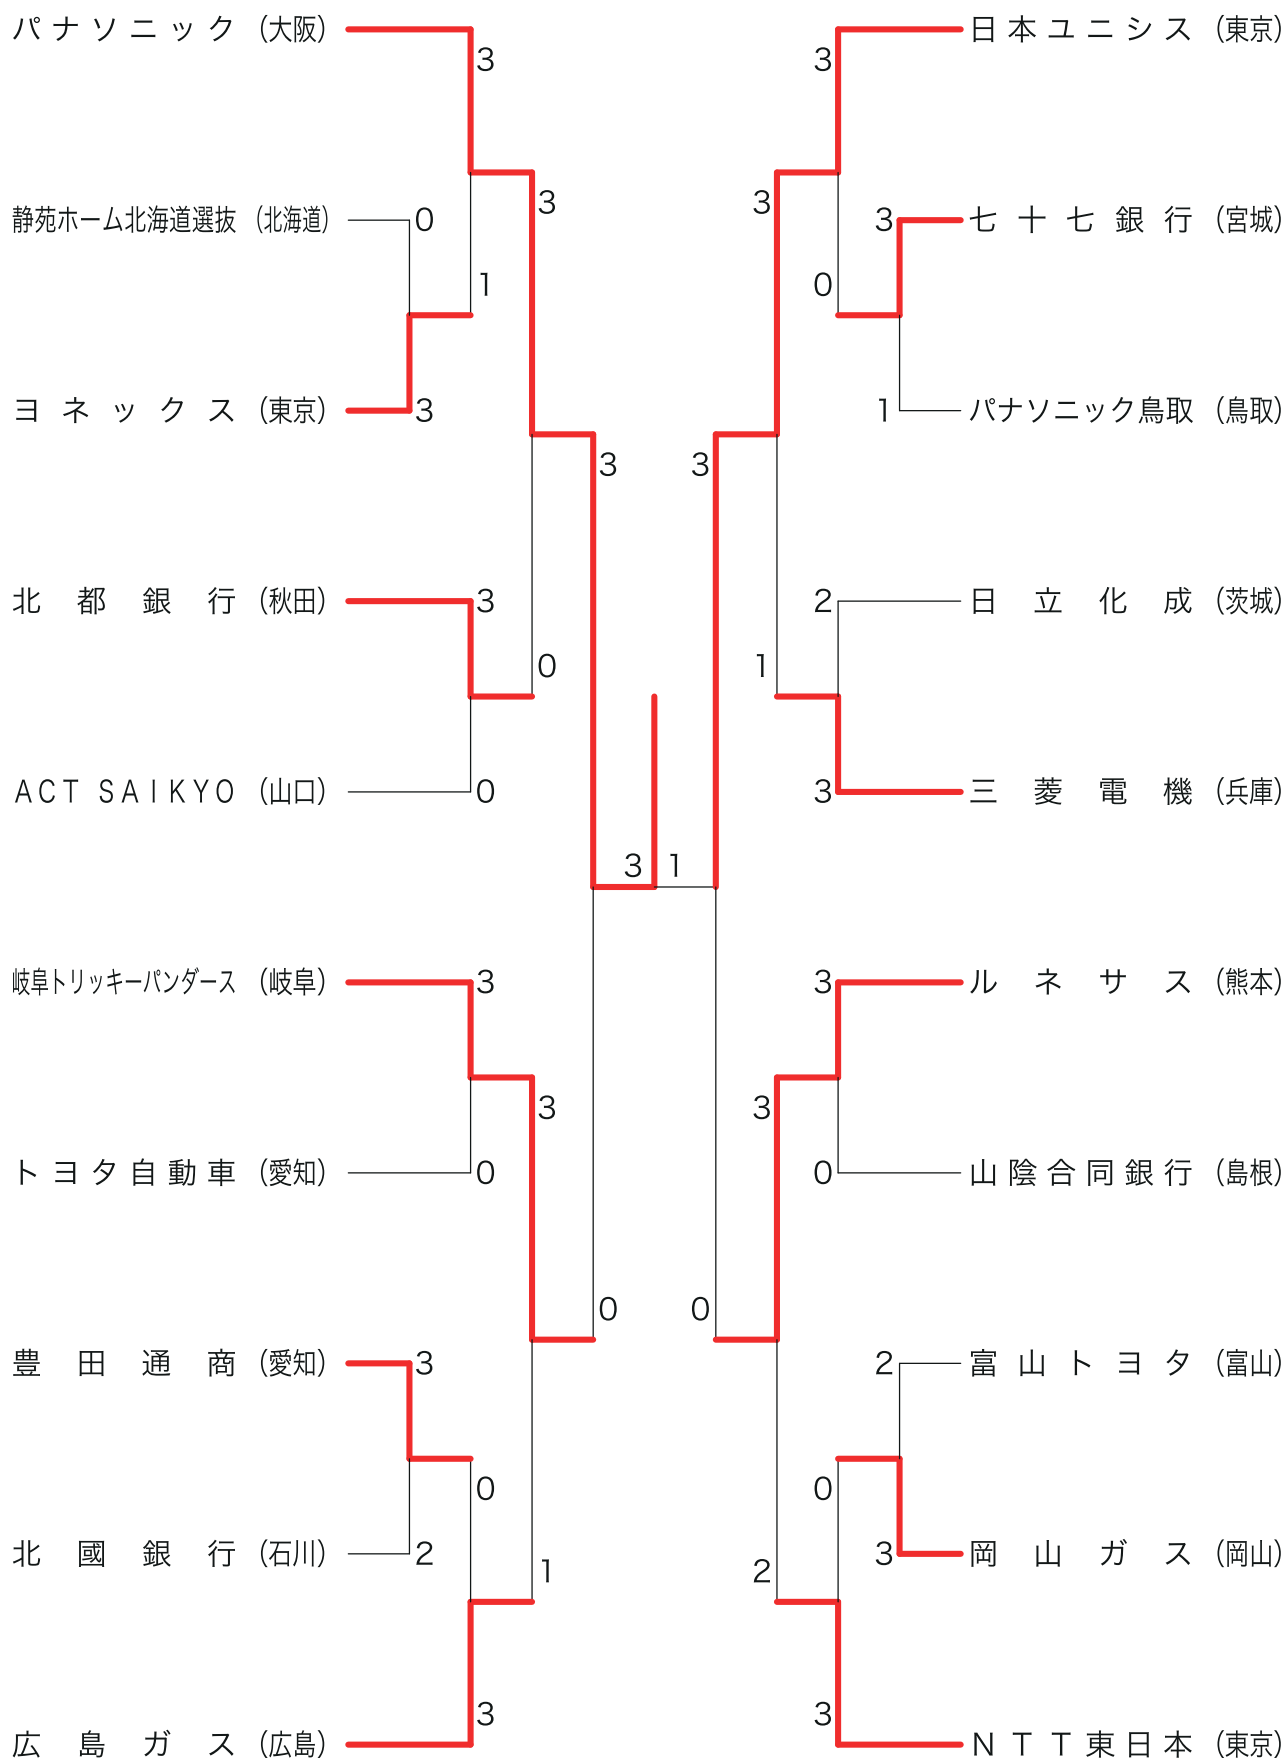 パナソニック (大阪)
3
3
静苑ホーム北海道選抜 (北海道)
0
1
ヨネックス (東京)
3
3
北都銀行 (秋田)
3
0
ACT SAIKYO (山口)
0
3 1
岐阜トリッキーパンダース (岐阜)
3
3
トヨタ自動車 (愛知)
0
0
豊田通商 (愛知)
3
0
北國銀行 (石川)
2
1
広島ガス (広島)
3
日本ユニシス (東京)
3
3
七十七銀行 (宮城)
3
0
パナソニック鳥取 (鳥取)
1
3
日立化成 (茨城)
2
1
三菱電機 (兵庫)
3
ルネサス (熊本)
3
3
山陰合同銀行 (島根)
0
0
富山トヨタ (富山)
2
0
岡山ガス (岡山)
3
2
NTT東日本 (東京)
3